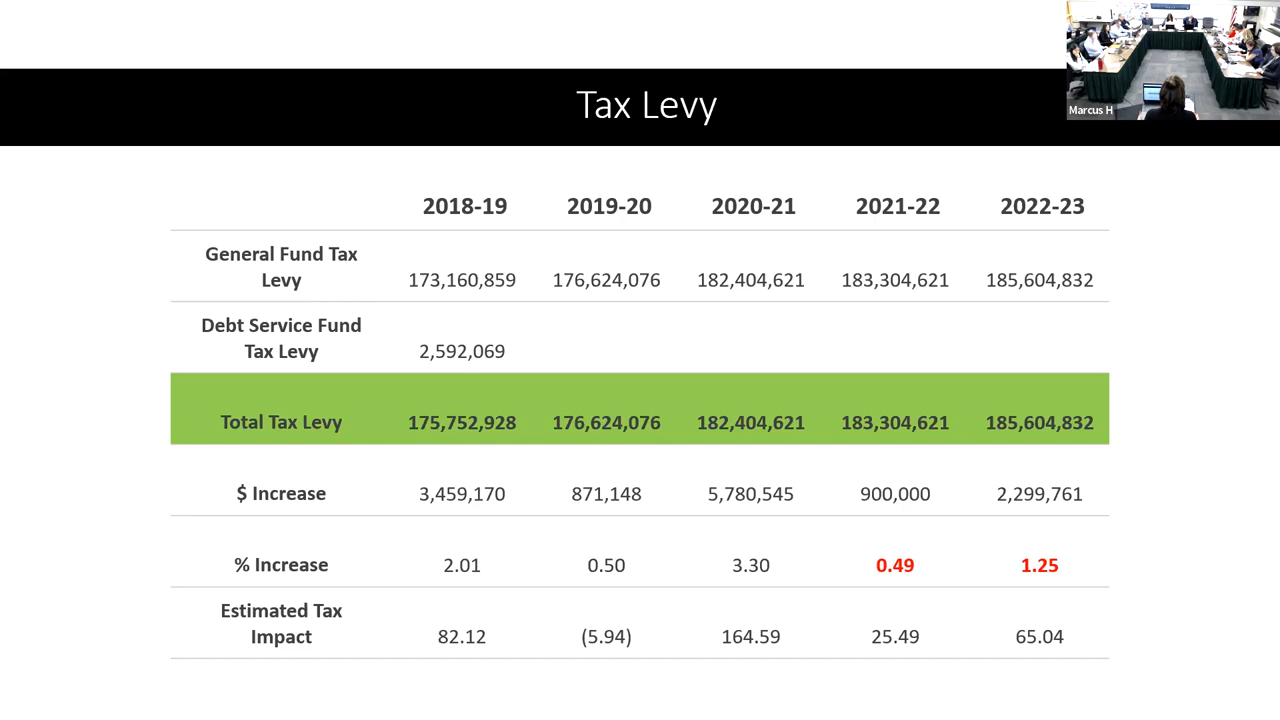 Marcus H
Tax Levy
2018-19 2019-20 2020-21 2021-22 2022-23
General Fund Tax
Levy 173,160,859 176,624,076 182,404,621 183,304,621 185,604,832
Debt Service Fund
Tax Levy 2,592,069
Total Tax Levy 175,752,928 176,624,076 182,404,621 183,304,621 185,604,832
$ Increase 3,459,170 871,148 5,780,545 900,000 2,299,761
% Increase 2.01 0.50 3.30 0.49 1.25
Estimated Tax
Impact 82.12 (5.94) 164.59 25.49 65.04